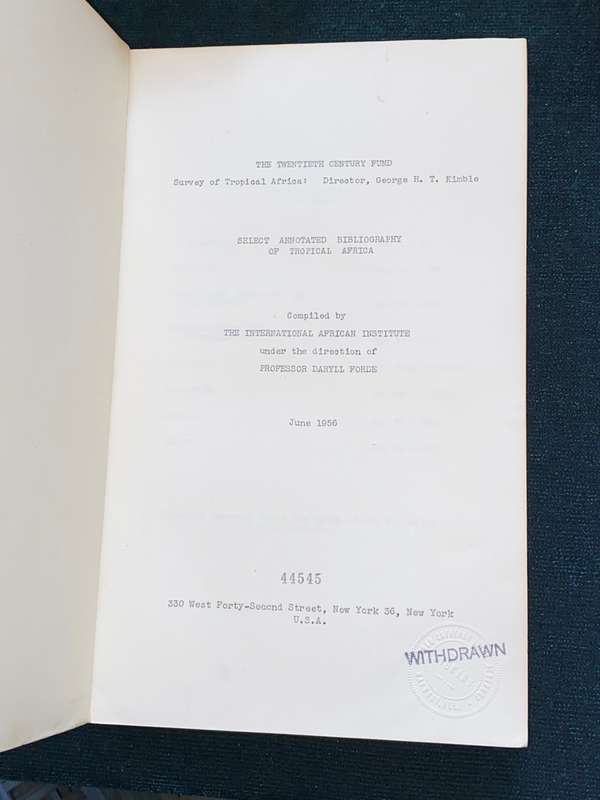 THE TWENTIETH CENTURY FUND
Survey of Tropical Africa: Director, George H. T. Kimble
SELECT ANNOTATED BIBLIOGRAPHY
OF TROPICAL AFRICA
Compiled by
THE INTERNATIONAL AFRICAN INSTITUTE
under the direction of
PROFESSOR DARYLL FORDE
June 1956
44545
330 West Forty-Second Street, New York 36, New York
U.S.A.
WITHDRAWN